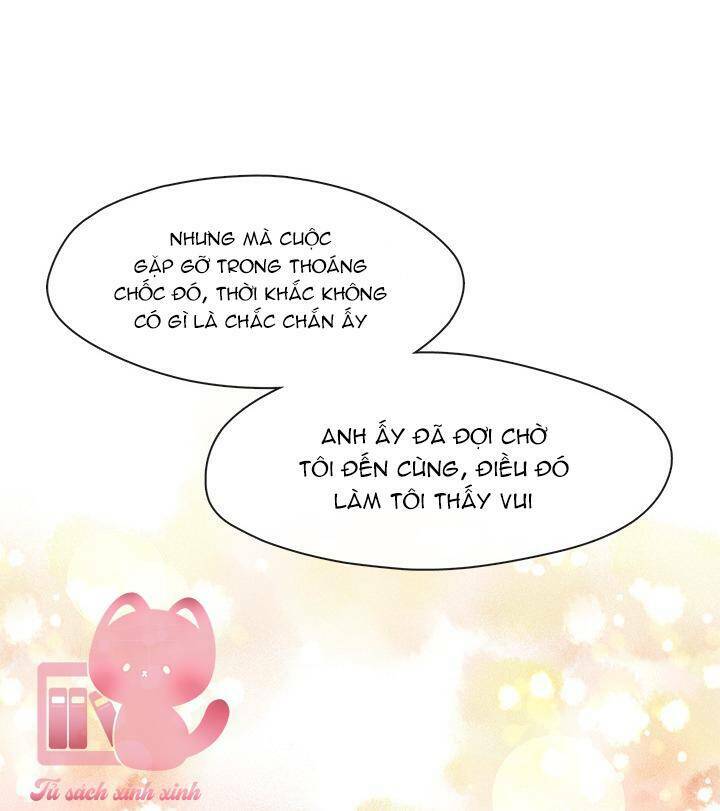 NHƯNG MÀ CUỘC
GẶP GỠ TRONG THOÁNG
CHỐC ĐÓ, THỜI KHẮC KHÔNG
CÓ GÌ LÀ CHẮC CHẮN ẤY
ANH ẤY ĐÃ ĐỢI CHỜ
TÔI ĐẾN CÙNG, ĐIỀU ĐÓ
LÀM TÔI THẤY VUI
Tủ sách xinh xinh